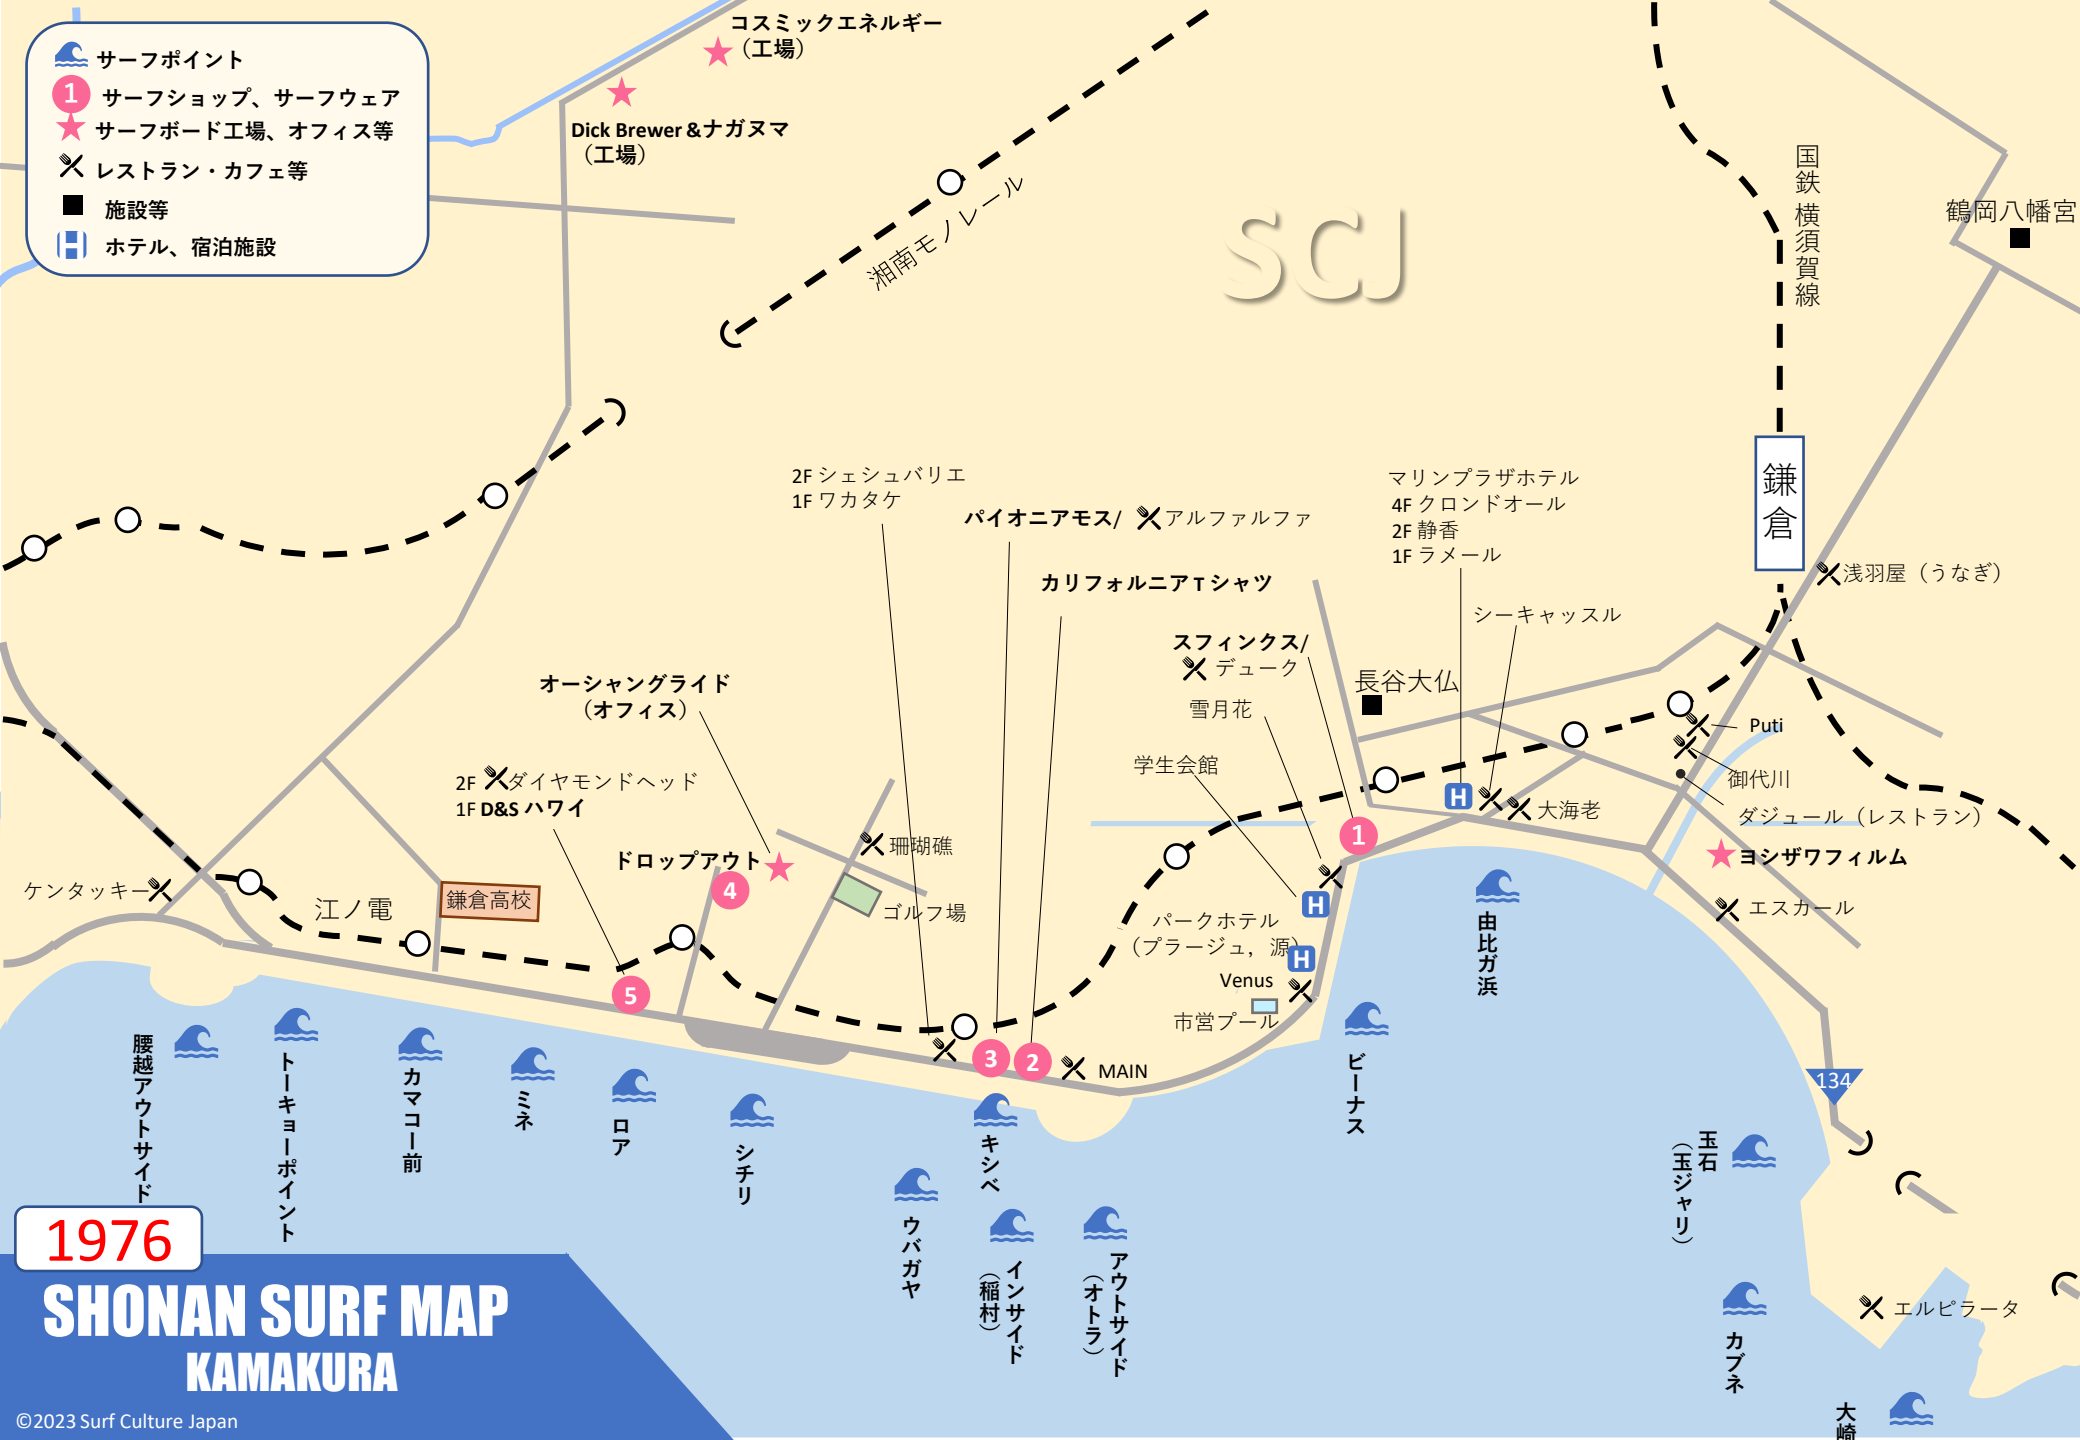 サーフポイント
1 サーフショップ、サーフウェア
サーフボード工場、オフィス等
レストラン・カフェ等
施設等
H ホテル、宿泊施設
コスミックエネルギー
（工場）
Dick Brewer &ナガヌマ
（工場）
湘南モノレール
SCJ
国鉄 横須賀線
鶴岡八幡宮
鎌倉
浅羽屋（うなぎ）
2F シェシュバリエ
1F ワカタケ
パイオニアモス/ アルファルファ
カリフォルニアTシャツ
マリンプラザホテル
4F クロンドオール
2F 静香
1F ラメール
シーキャッスル
スフィンクス/
デューク
雪月花
学生会館
長谷大仏
オーシャングライド
（オフィス）
2F ダイヤモンドヘッド
1F D&S ハワイ
ドロップアウト
4
珊瑚礁
ゴルフ場
ケンタッキー
江ノ電
鎌倉高校
5
3
2
MAIN
1
H
大海老
Puti
御代川
ダジュール（レストラン）
ヨシザワフィルム
エスカール
H
パークホテル
（プラージュ，源）
H
Venus
市営プール
134
腰越アウトサイド
トーキョーポイント
カマコー前
ミネ
ロア
シチリ
ウバガヤ
キシベ
インサイド
（稲村）
アウトサイド
（オトラ）
ビーナス
由比ガ浜
玉石
（玉ジャリ）
カブネ
エルピラータ
大崎
1976
SHONAN SURF MAP
KAMAKURA
©2023 Surf Culture Japan